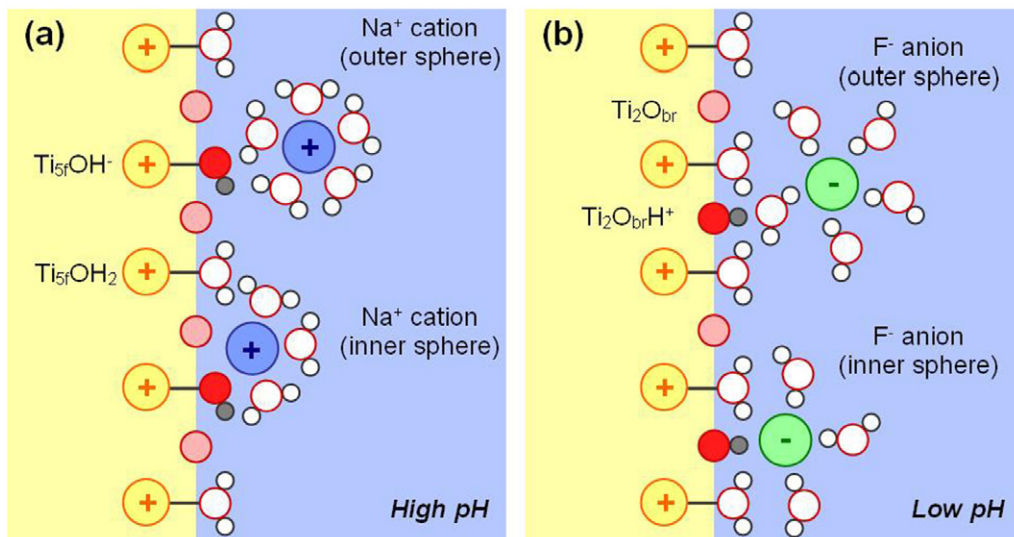 (a)
Na⁺ cation
(outer sphere)
Ti₅fOH⁻
Ti₅fOH₂
Na⁺ cation
(inner sphere)
High pH
(b)
F⁻ anion
(outer sphere)
Ti₂Obr
Ti₂ObrH⁺
F⁻ anion
(inner sphere)
Low pH
+
+
+
+
+
+
+
+
+
+
+
+
-
-